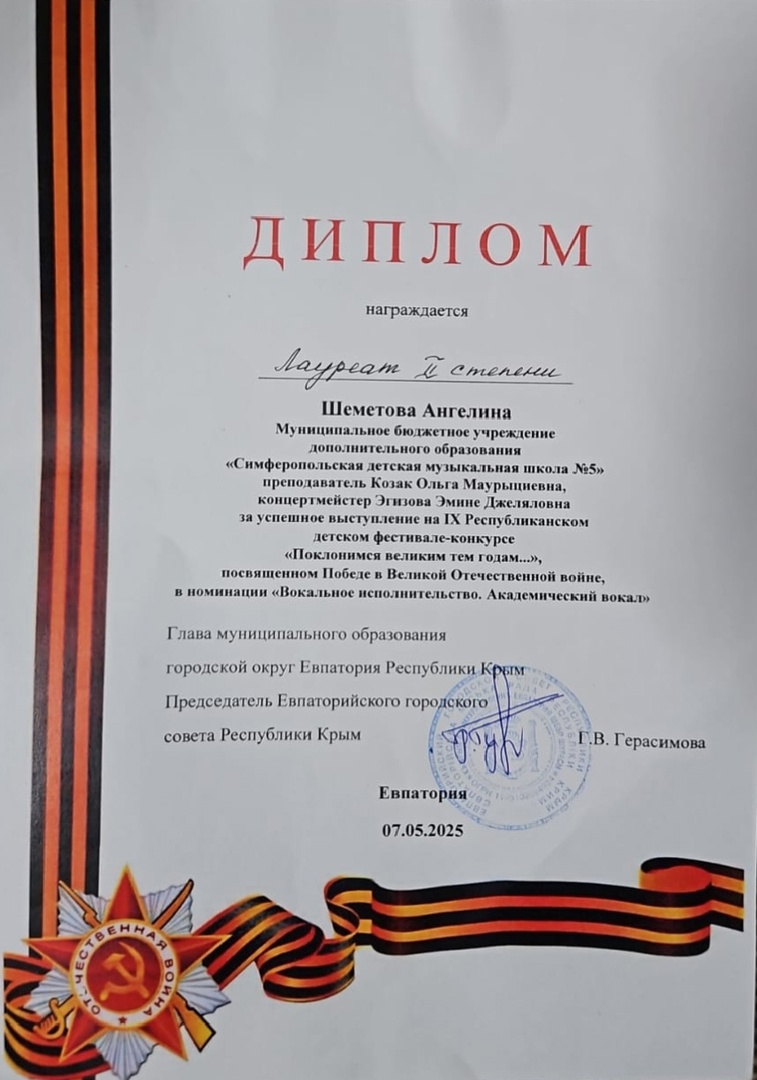 ДИПЛОМ
награждается
Лауреат II степени
Шеметова Ангелина
Муниципальное бюджетное учреждение
дополнительного образования
«Симферопольская детская музыкальная школа №5»
преподаватель Козак Ольга Маурыциевна,
концертмейстер Эгизова Эмине Джеляловна
за успешное выступление на IX Республиканском
детском фестивале-конкурсе
«Поклонимся великим тем годам...»,
посвященном Победе в Великой Отечественной войне,
в номинации «Вокальное исполнительство. Академический вокал»
Глава муниципального образования
городской округ Евпатория Республики Крым
Председатель Евпаторийского городского
совета Республики Крым
Г.В. Герасимова
Евпатория
07.05.2025
ОТЕЧЕСТВЕННАЯ ВОЙНА